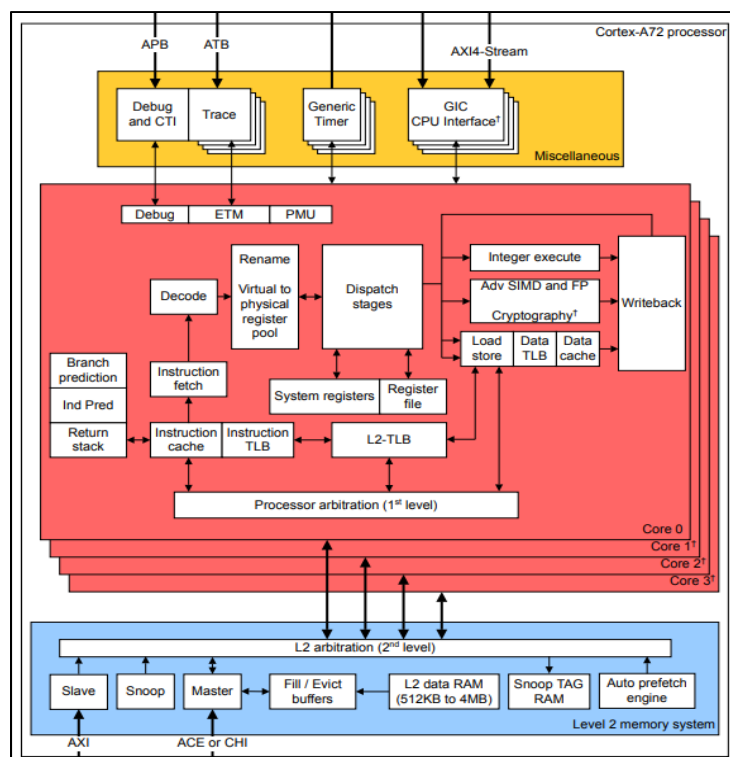 Cortex-A72 processor
APB
ATB
AXI4-Stream
Debug
and CTI
Trace
Generic
Timer
GIC
CPU Interface†
Miscellaneous
Debug
ETM
PMU
Rename
Virtual to
physical
register
pool
Dispatch
stages
Integer execute
Adv SIMD and FP
Cryptography†
Writeback
Decode
Load
store
Data
TLB
Data
cache
Branch
prediction
Ind Pred
Return
stack
Instruction
fetch
System registers
Register
file
Instruction
cache
Instruction
TLB
L2-TLB
Processor arbitration (1st level)
Core 0
Core 1†
Core 2†
Core 3†
L2 arbitration (2nd level)
Slave
Snoop
Master
Fill / Evict
buffers
L2 data RAM
(512KB to 4MB)
Snoop TAG
RAM
Auto prefetch
engine
Level 2 memory system
AXI
ACE or CHI